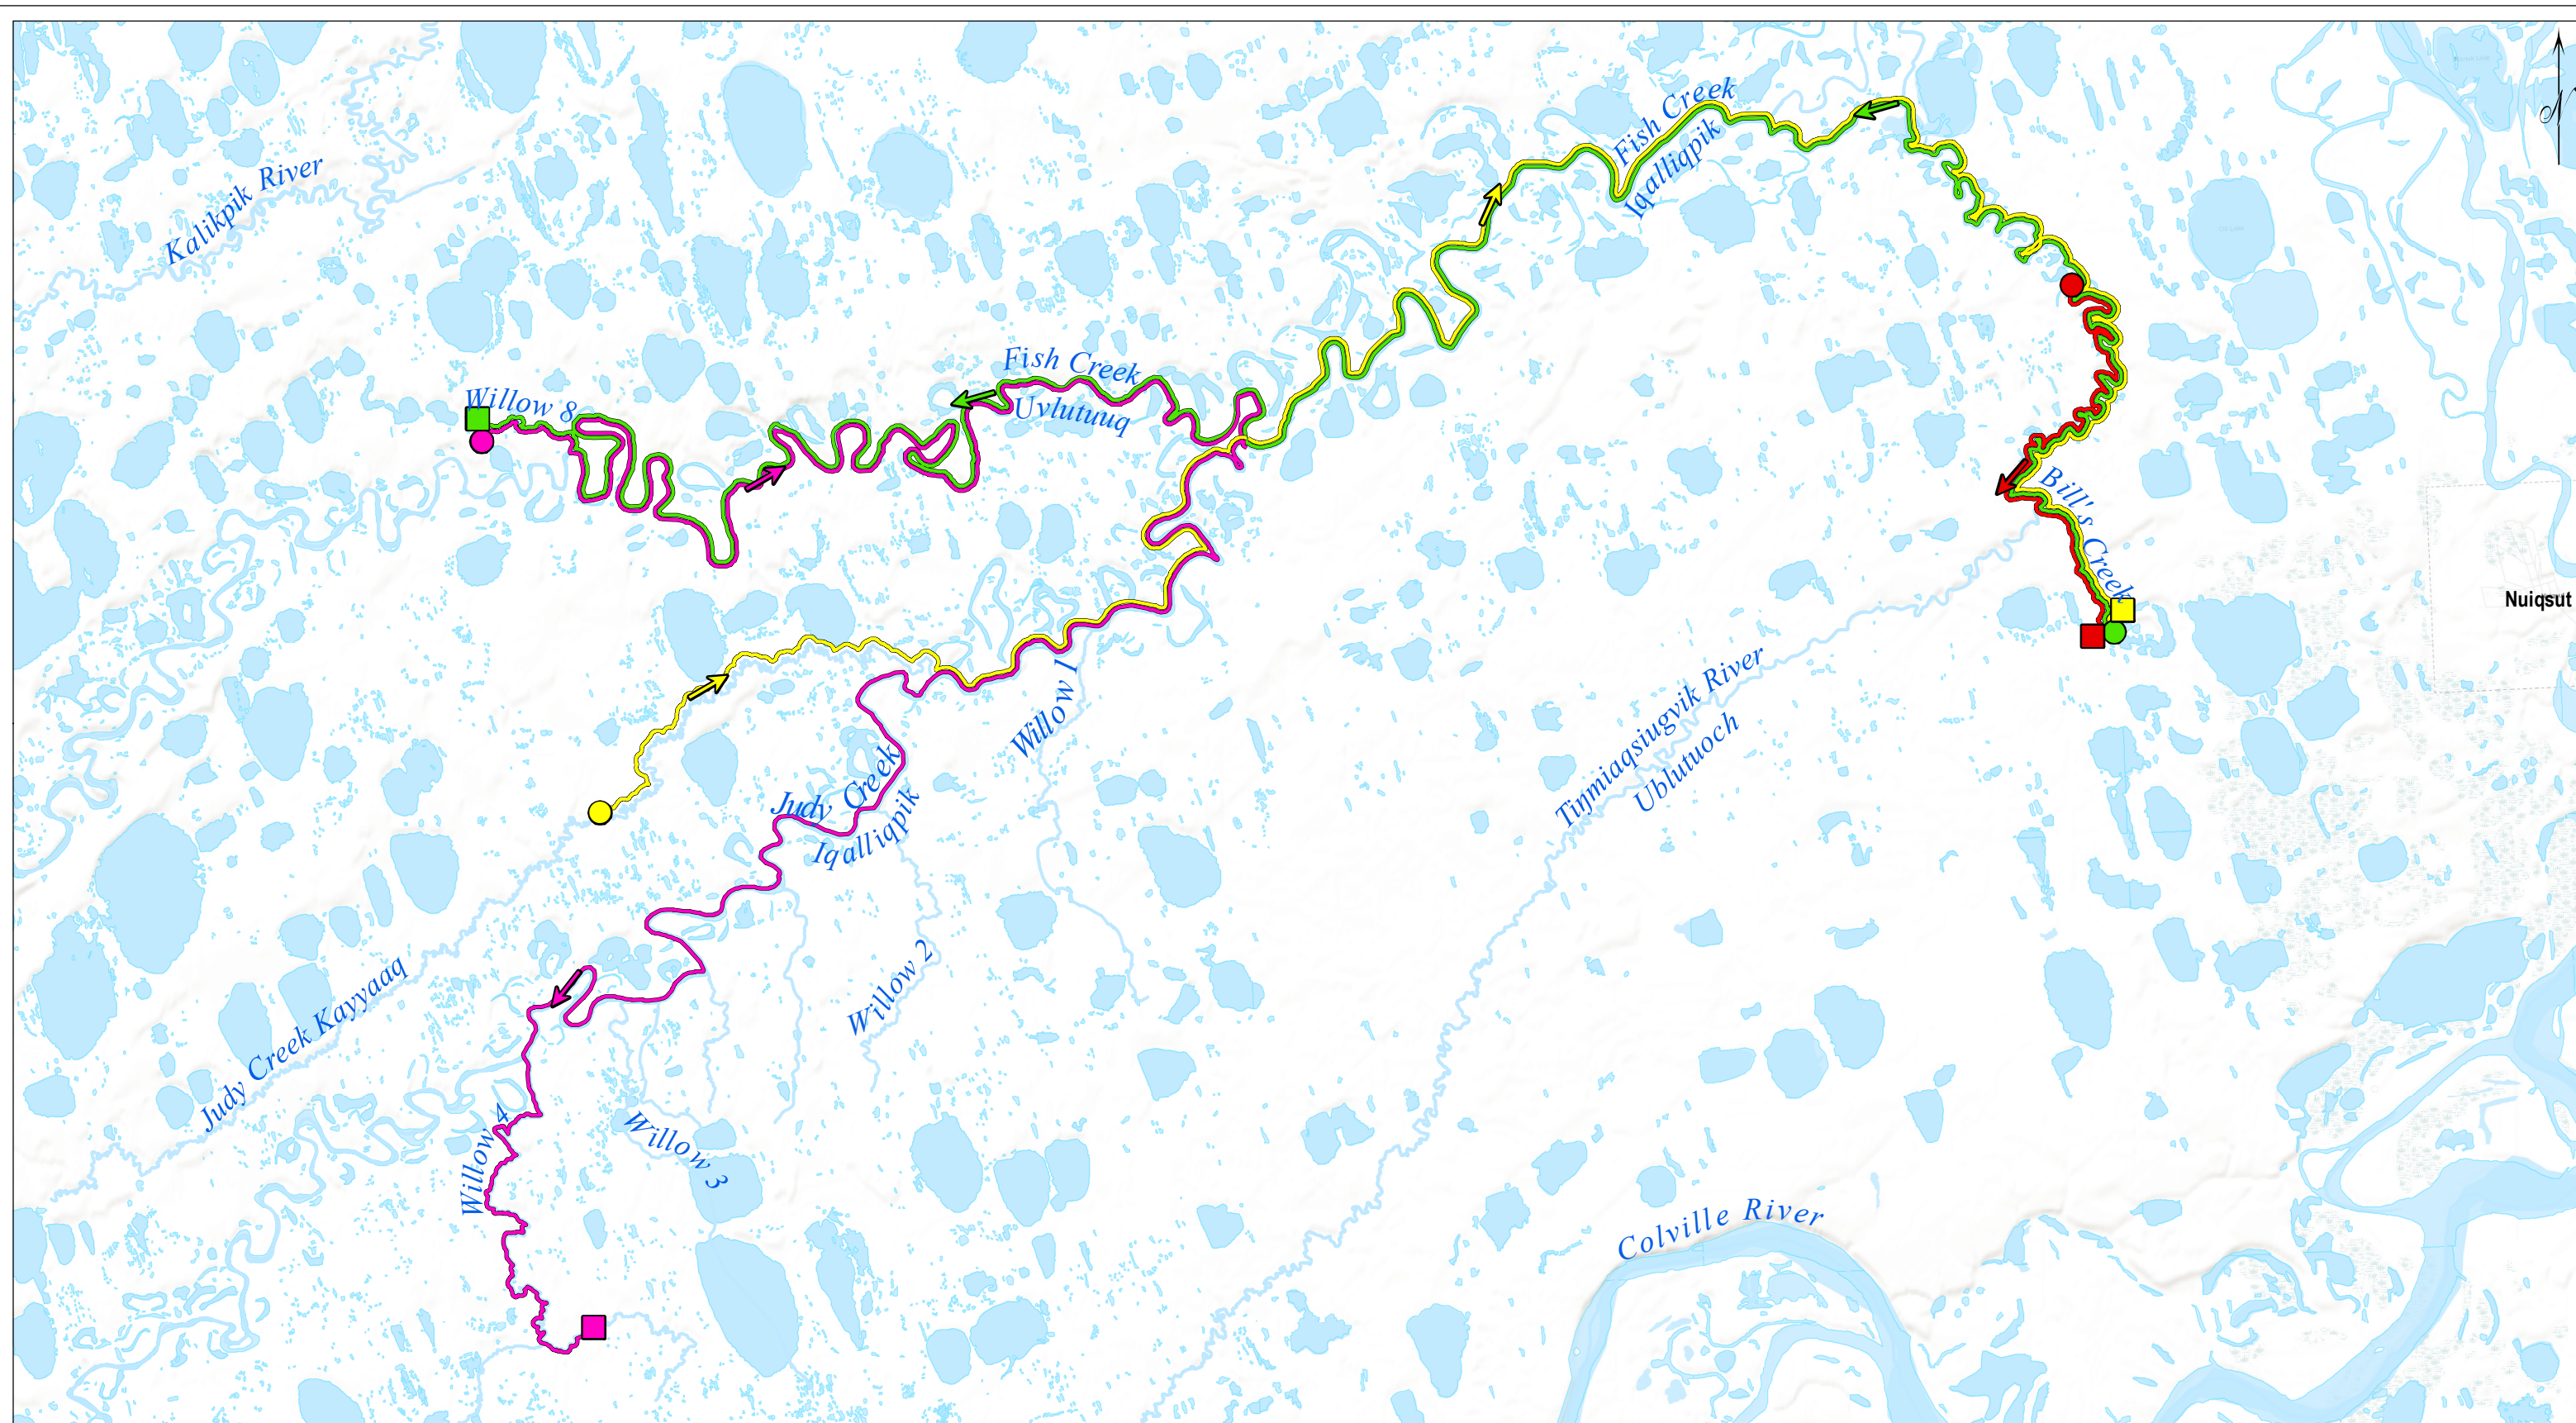 N
Fish Creek
Iqalliqpik
Kalikpik River
Fish Creek
Uvlutuuq
Willow 8
Bill's Creek
Nuiqsut
Willow 1
Tiŋmiaqsiugvik River
Ublutuoch
Judy Creek
Iqalliqpik
Willow 2
Judy Creek Kayyaaq
Willow 4
Willow 3
Colville River